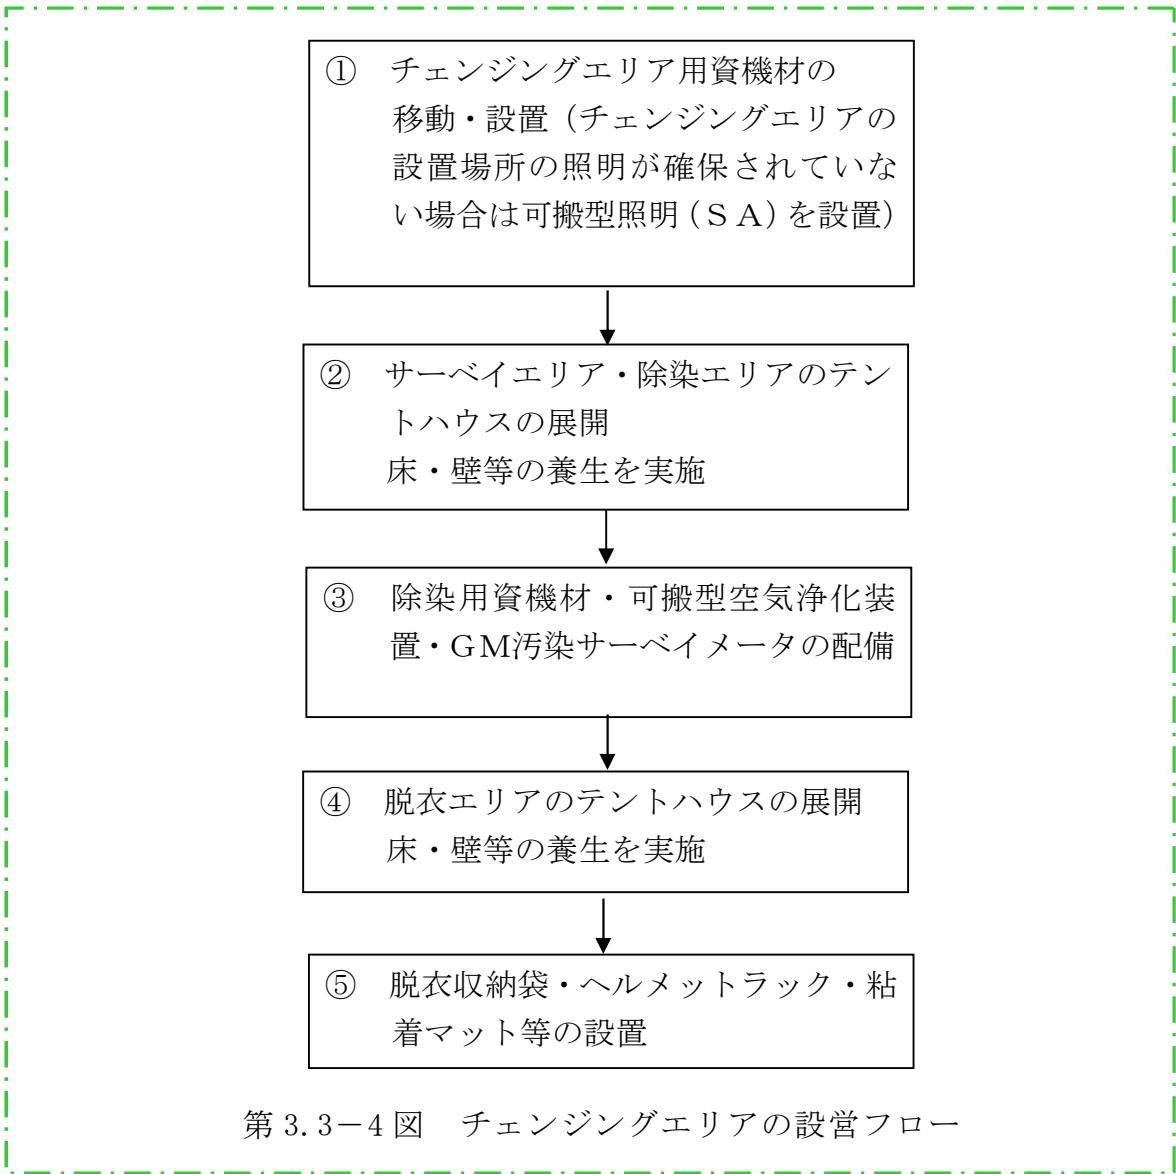 ① チェンジングエリア用資機材の
移動・設置（チェンジングエリアの
設置場所の照明が確保されていな
い場合は可搬型照明（ＳＡ）を設置）
② サーベイエリア・除染エリアのテン
トハウスの展開
床・壁等の養生を実施
③ 除染用資機材・可搬型空気浄化装
置・ＧＭ汚染サーベイメータの配備
④ 脱衣エリアのテントハウスの展開
床・壁等の養生を実施
⑤ 脱衣収納袋・ヘルメットラック・粘
着マット等の設置
第 3.3－4 図　チェンジングエリアの設営フロー